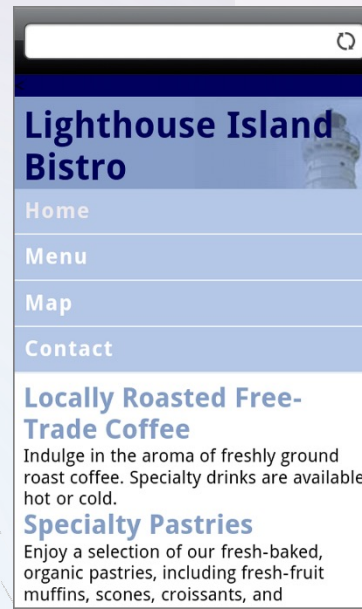 Lighthouse Island
Bistro
Home
Menu
Map
Contact
Locally Roasted Free-
Trade Coffee
Indulge in the aroma of freshly ground
roast coffee. Specialty drinks are available
hot or cold.
Specialty Pastries
Enjoy a selection of our fresh-baked,
organic pastries, including fresh-fruit
muffins, scones, croissants, and